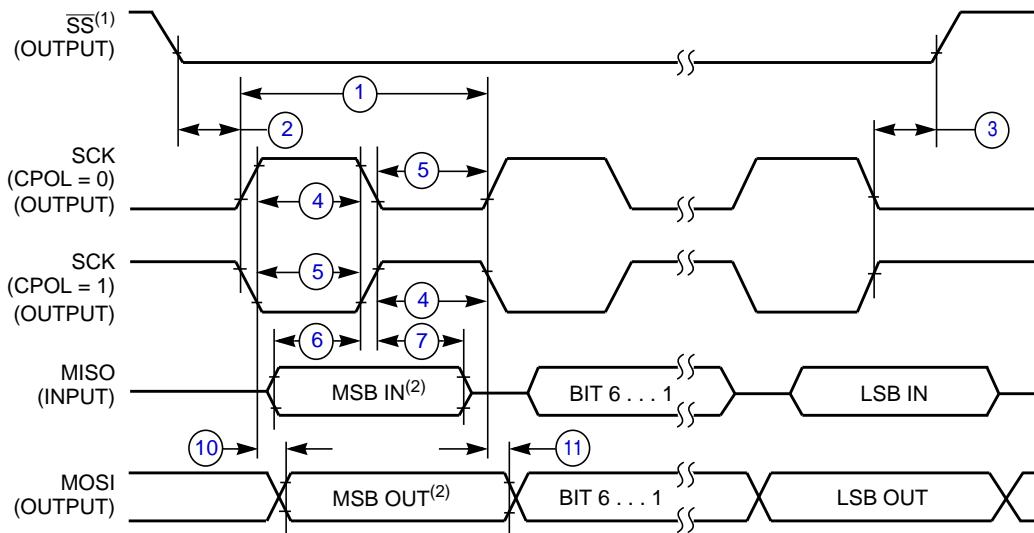 SS(1)
(OUTPUT)
1
2
3
SCK
(CPOL = 0)
(OUTPUT)
5
4
SCK
(CPOL = 1)
(OUTPUT)
5
4
6
7
MISO
(INPUT)
MSB IN(2)
BIT 6 . . . 1
LSB IN
10
11
MOSI
(OUTPUT)
MSB OUT(2)
BIT 6 . . . 1
LSB OUT